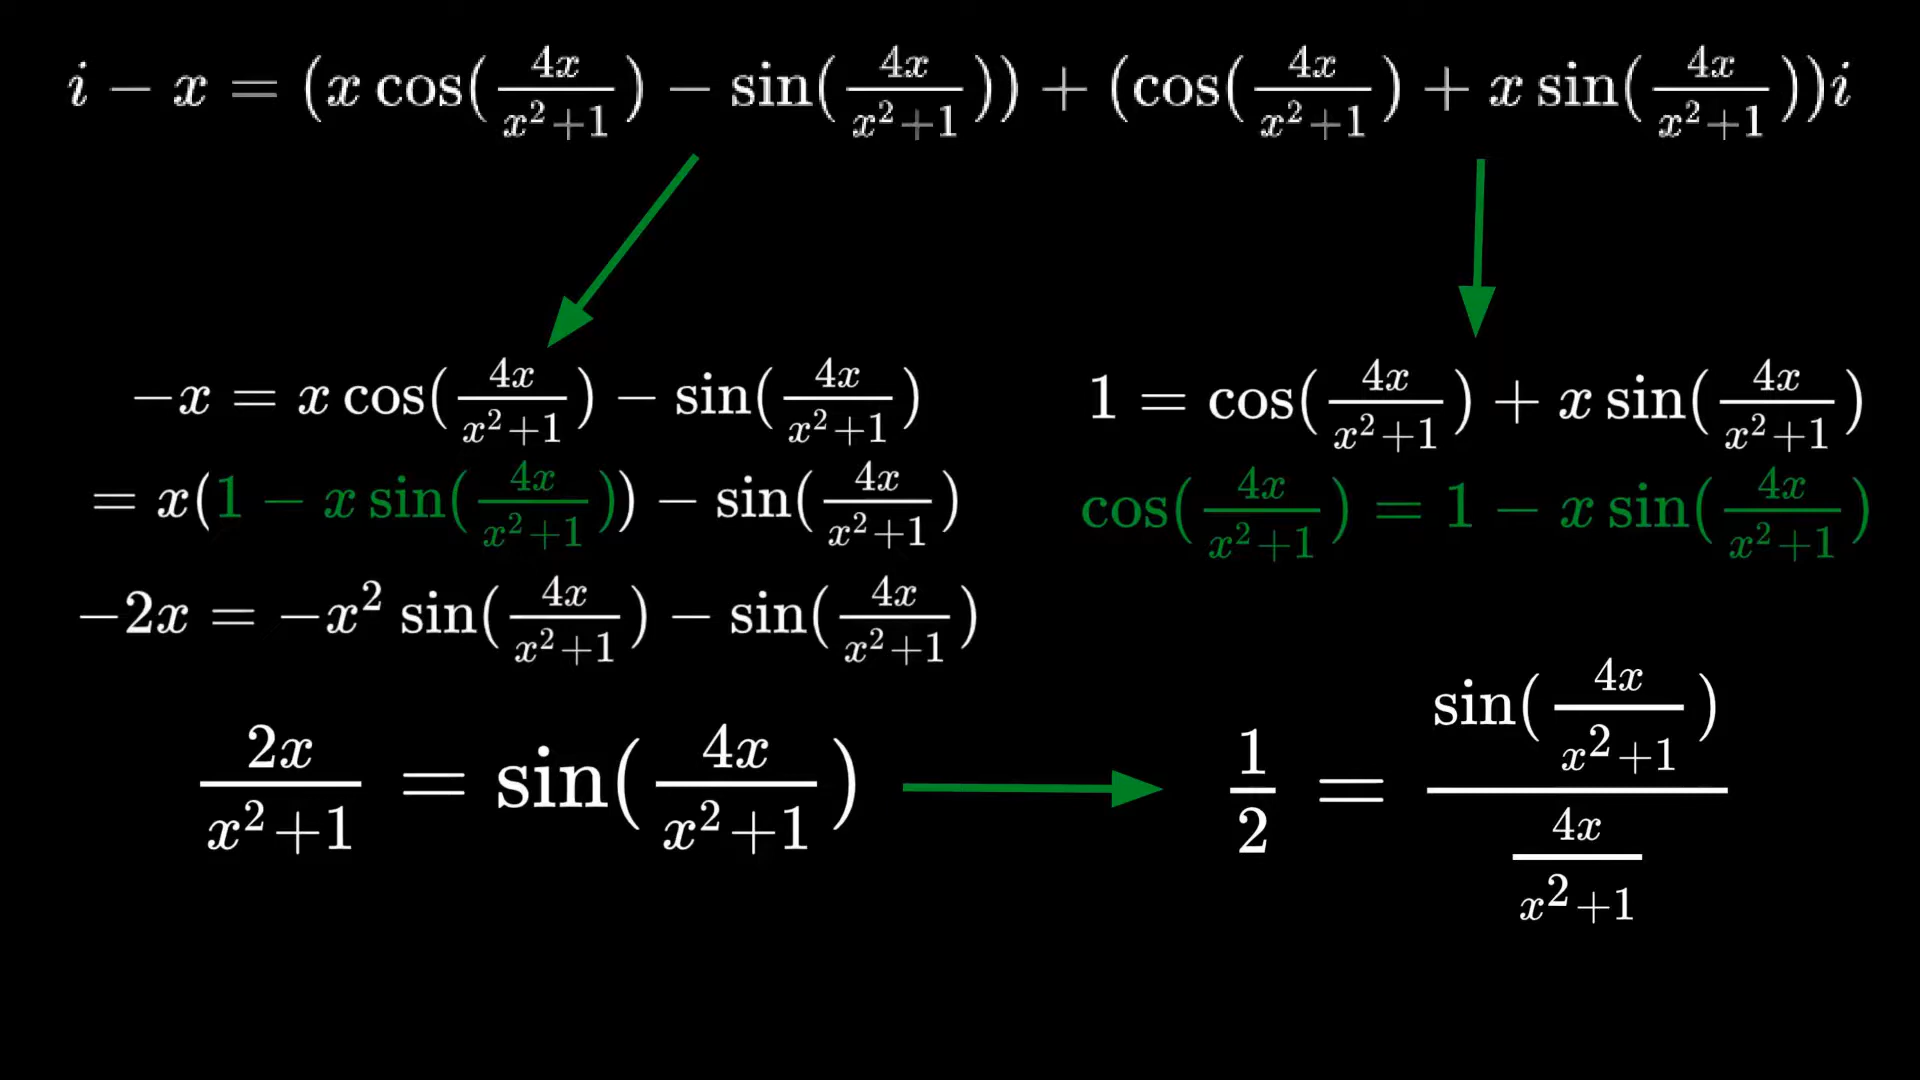 i − x = (x cos(4x/(x²+1)) − sin(4x/(x²+1))) + (cos(4x/(x²+1)) + x sin(4x/(x²+1)))i
−x = x cos(4x/(x²+1)) − sin(4x/(x²+1))
= x(1 − x sin(4x/(x²+1))) − sin(4x/(x²+1))
−2x = −x² sin(4x/(x²+1)) − sin(4x/(x²+1))
1 = cos(4x/(x²+1)) + x sin(4x/(x²+1))
cos(4x/(x²+1)) = 1 − x sin(4x/(x²+1))
2x/(x²+1) = sin(4x/(x²+1))
1/2 = sin(4x/(x²+1))/(4x/(x²+1))